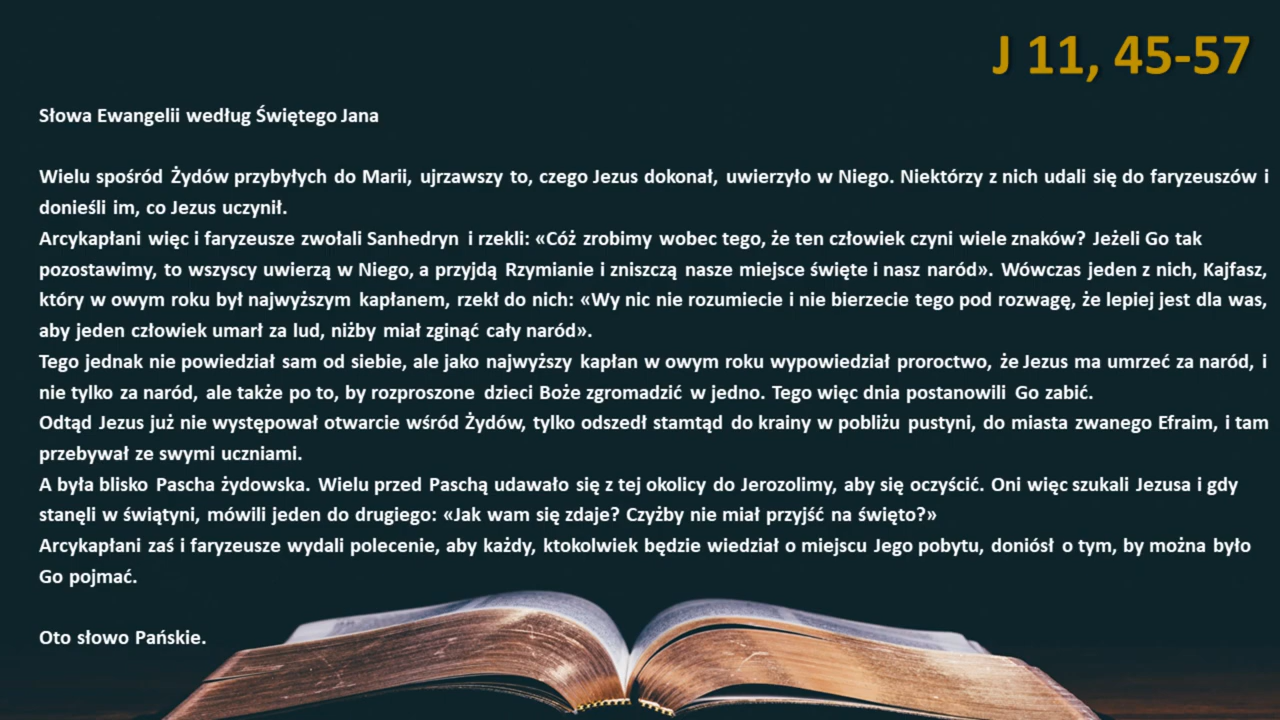 J 11, 45-57
Słowa Ewangelii według Świętego Jana
Wielu spośród Żydów przybyłych do Marii, ujrzawszy to, czego Jezus dokonał, uwierzyło w Niego. Niektórzy z nich udali się do faryzeuszów i
donieśli im, co Jezus uczynił.
Arcykapłani więc i faryzeusze zwołali Sanhedryn i rzekli: «Cóż zrobimy wobec tego, że ten człowiek czyni wiele znaków? Jeżeli Go tak
pozostawimy, to wszyscy uwierzą w Niego, a przyjdą Rzymianie i zniszczą nasze miejsce święte i nasz naród». Wówczas jeden z nich, Kajfasz,
który w owym roku był najwyższym kapłanem, rzekł do nich: «Wy nic nie rozumiecie i nie bierzecie tego pod rozwagę, że lepiej jest dla was,
aby jeden człowiek umarł za lud, niżby miał zginąć cały naród».
Tego jednak nie powiedział sam od siebie, ale jako najwyższy kapłan w owym roku wypowiedział proroctwo, że Jezus ma umrzeć za naród, i
nie tylko za naród, ale także po to, by rozproszone dzieci Boże zgromadzić w jedno. Tego więc dnia postanowili Go zabić.
Odtąd Jezus już nie występował otwarcie wśród Żydów, tylko odszedł stamtąd do krainy w pobliżu pustyni, do miasta zwanego Efraim, i tam
przebywał ze swymi uczniami.
A była blisko Pascha żydowska. Wielu przed Paschą udawało się z tej okolicy do Jerozolimy, aby się oczyścić. Oni więc szukali Jezusa i gdy
stanęli w świątyni, mówili jeden do drugiego: «Jak wam się zdaje? Czyżby nie miał przyjść na święto?»
Arcykapłani zaś i faryzeusze wydali polecenie, aby każdy, ktokolwiek będzie wiedział o miejscu Jego pobytu, doniósł o tym, by można było
Go pojmać.
Oto słowo Pańskie.